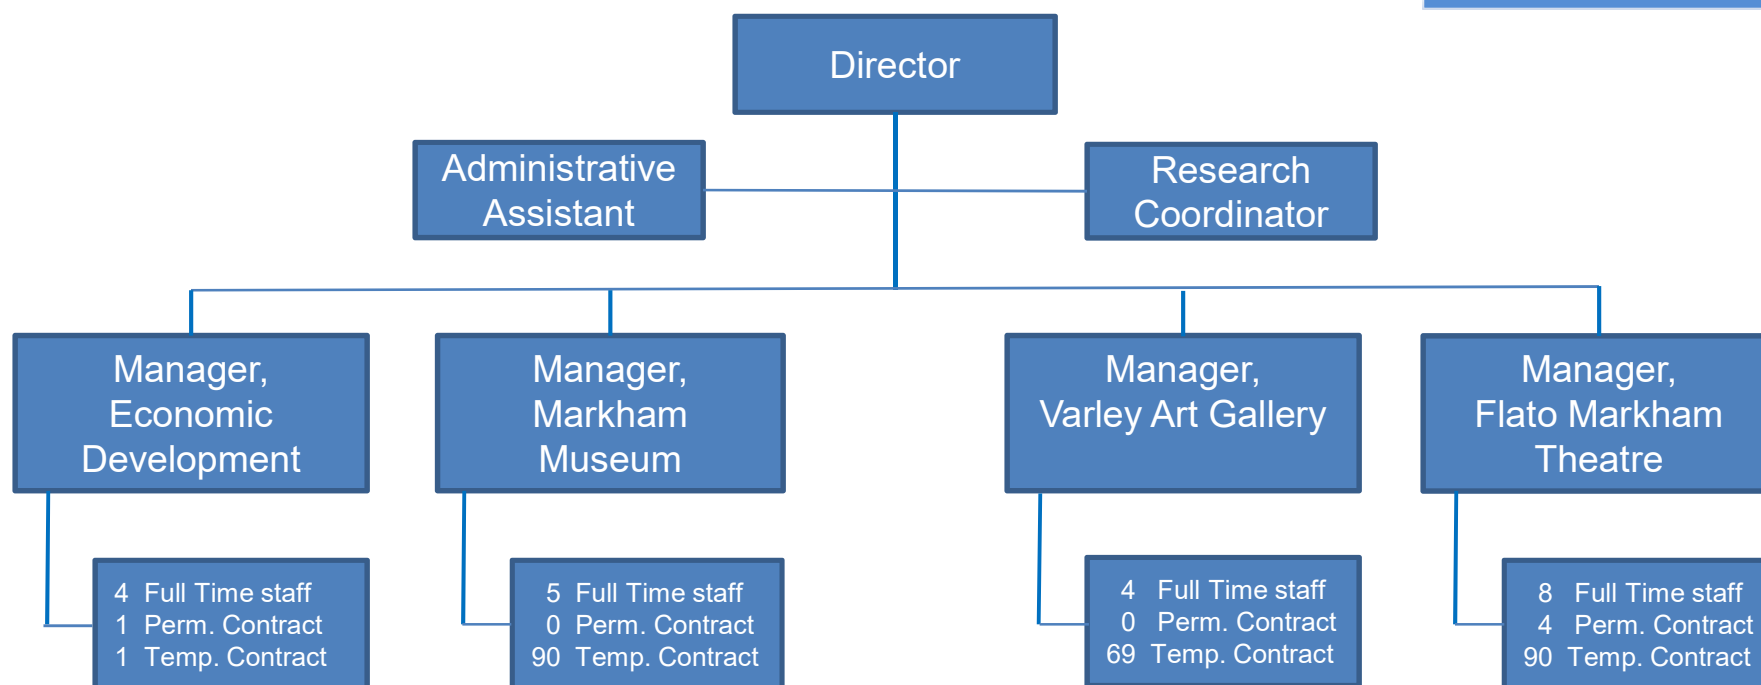 Director
Administrative
Assistant
Research
Coordinator
Manager,
Economic
Development
Manager,
Markham
Museum
Manager,
Varley Art Gallery
Manager,
Flato Markham
Theatre
4 Full Time staff
1 Perm. Contract
1 Temp. Contract
5 Full Time staff
0 Perm. Contract
90 Temp. Contract
4 Full Time staff
0 Perm. Contract
69 Temp. Contract
8 Full Time staff
4 Perm. Contract
90 Temp. Contract